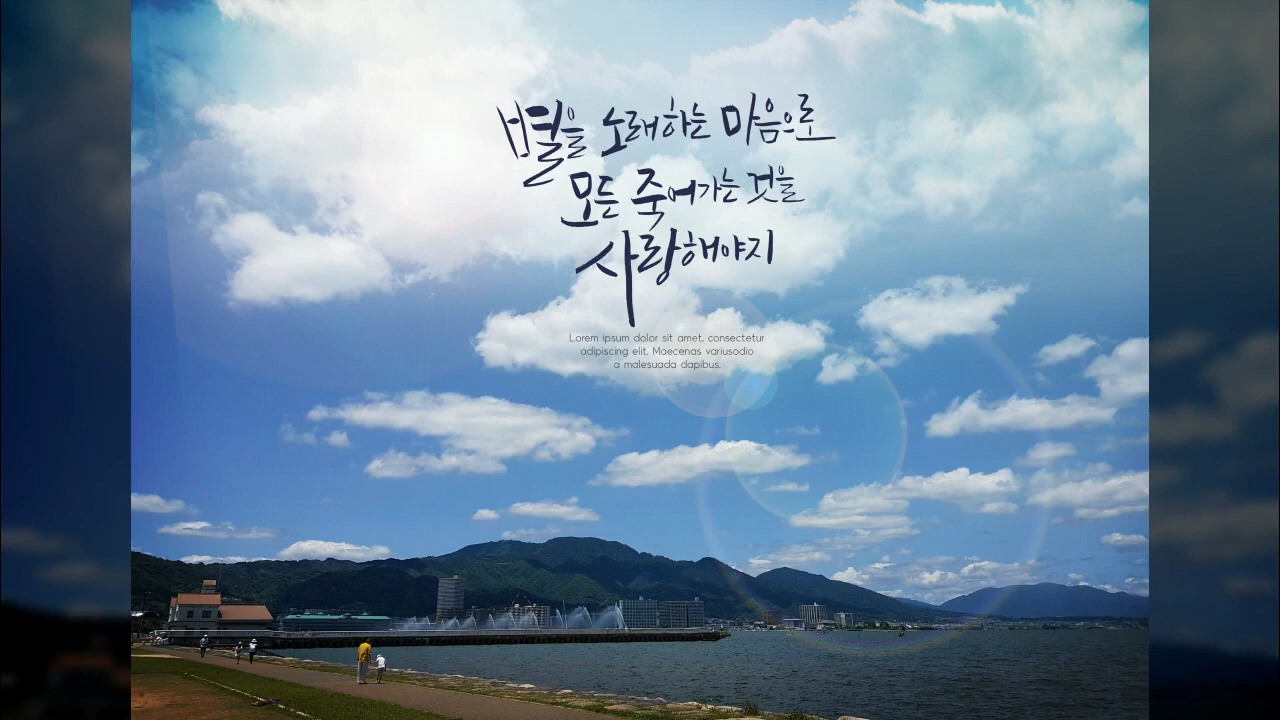 별을 노래하는 마음으로
모든 죽어가는 것을
사랑해야지
Lorem ipsum dolor sit amet, consectetur
adipiscing elit. Maecenas variusodio
a malesuada dapibus.